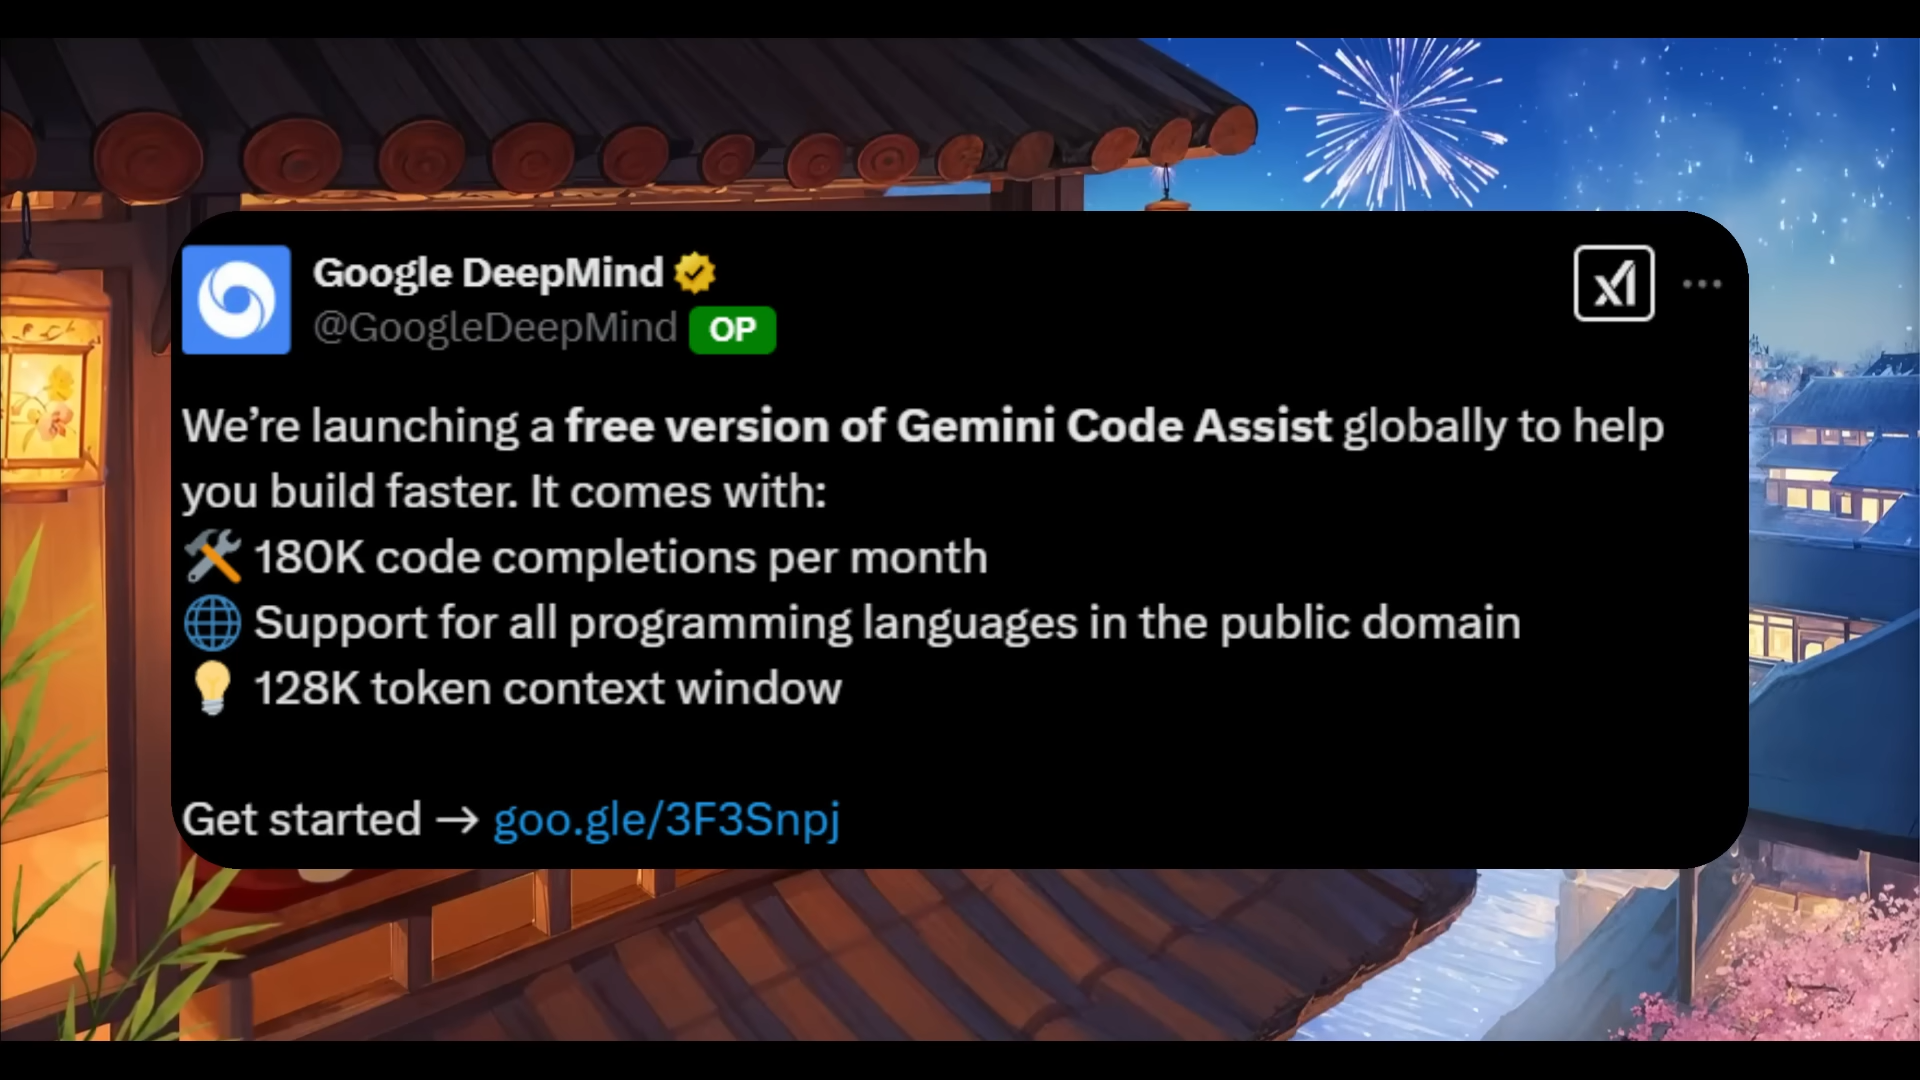 Google DeepMind
@GoogleDeepMind OP
We’re launching a free version of Gemini Code Assist globally to help
you build faster. It comes with:
🛠 180K code completions per month
🌐 Support for all programming languages in the public domain
💡 128K token context window
Get started → goo.gle/3F3Snpj